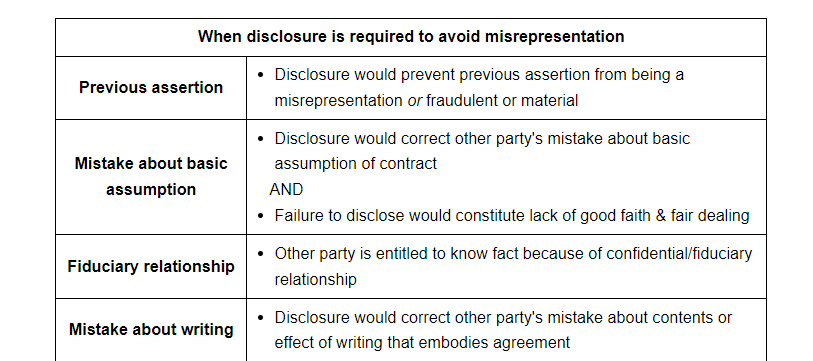 When disclosure is required to avoid misrepresentation
Previous assertion
• Disclosure would prevent previous assertion from being a
misrepresentation or fraudulent or material
Mistake about basic
assumption
• Disclosure would correct other party's mistake about basic
assumption of contract
AND
• Failure to disclose would constitute lack of good faith & fair dealing
Fiduciary relationship
• Other party is entitled to know fact because of confidential/fiduciary
relationship
Mistake about writing
• Disclosure would correct other party's mistake about contents or
effect of writing that embodies agreement